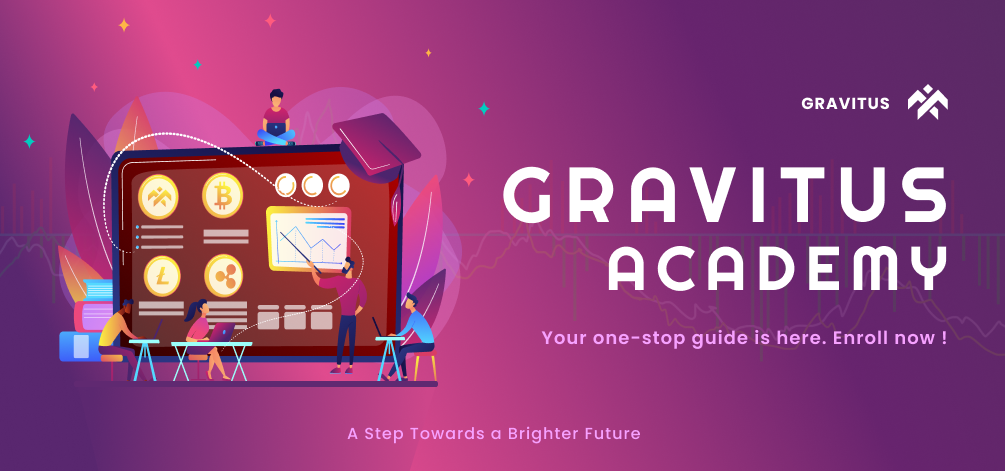 GRAVITUS
GRAVITUS
ACADEMY
Your one-stop guide is here. Enroll now !
A Step Towards a Brighter Future